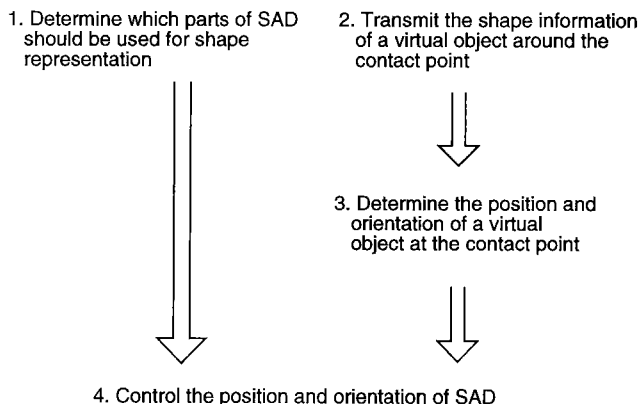 1. Determine which parts of SAD
should be used for shape
representation
2. Transmit the shape information
of a virtual object around the
contact point
3. Determine the position and
orientation of a virtual
object at the contact point
4. Control the position and orientation of SAD